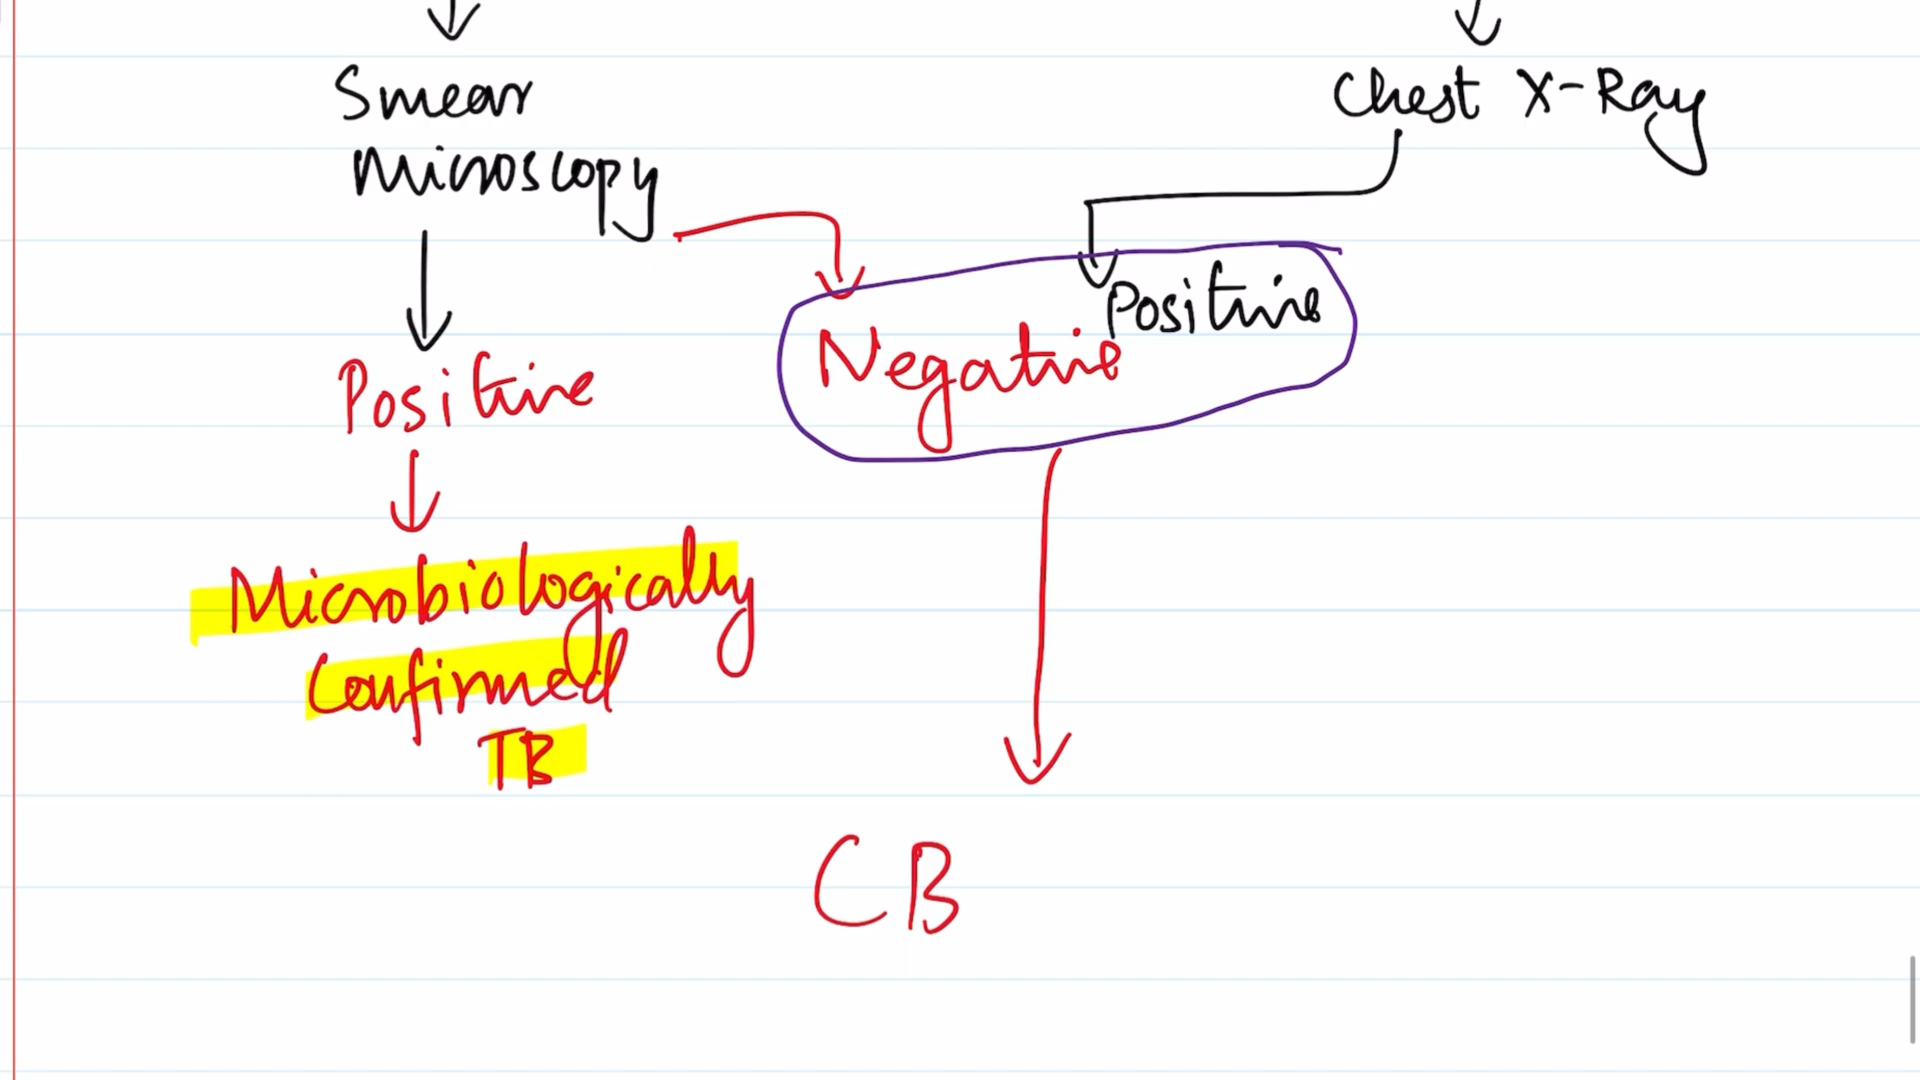 Smear
Microscopy
Chest X-Ray
Positive
Negative
Positive
Microbiologically
Confirmed
TB
CB